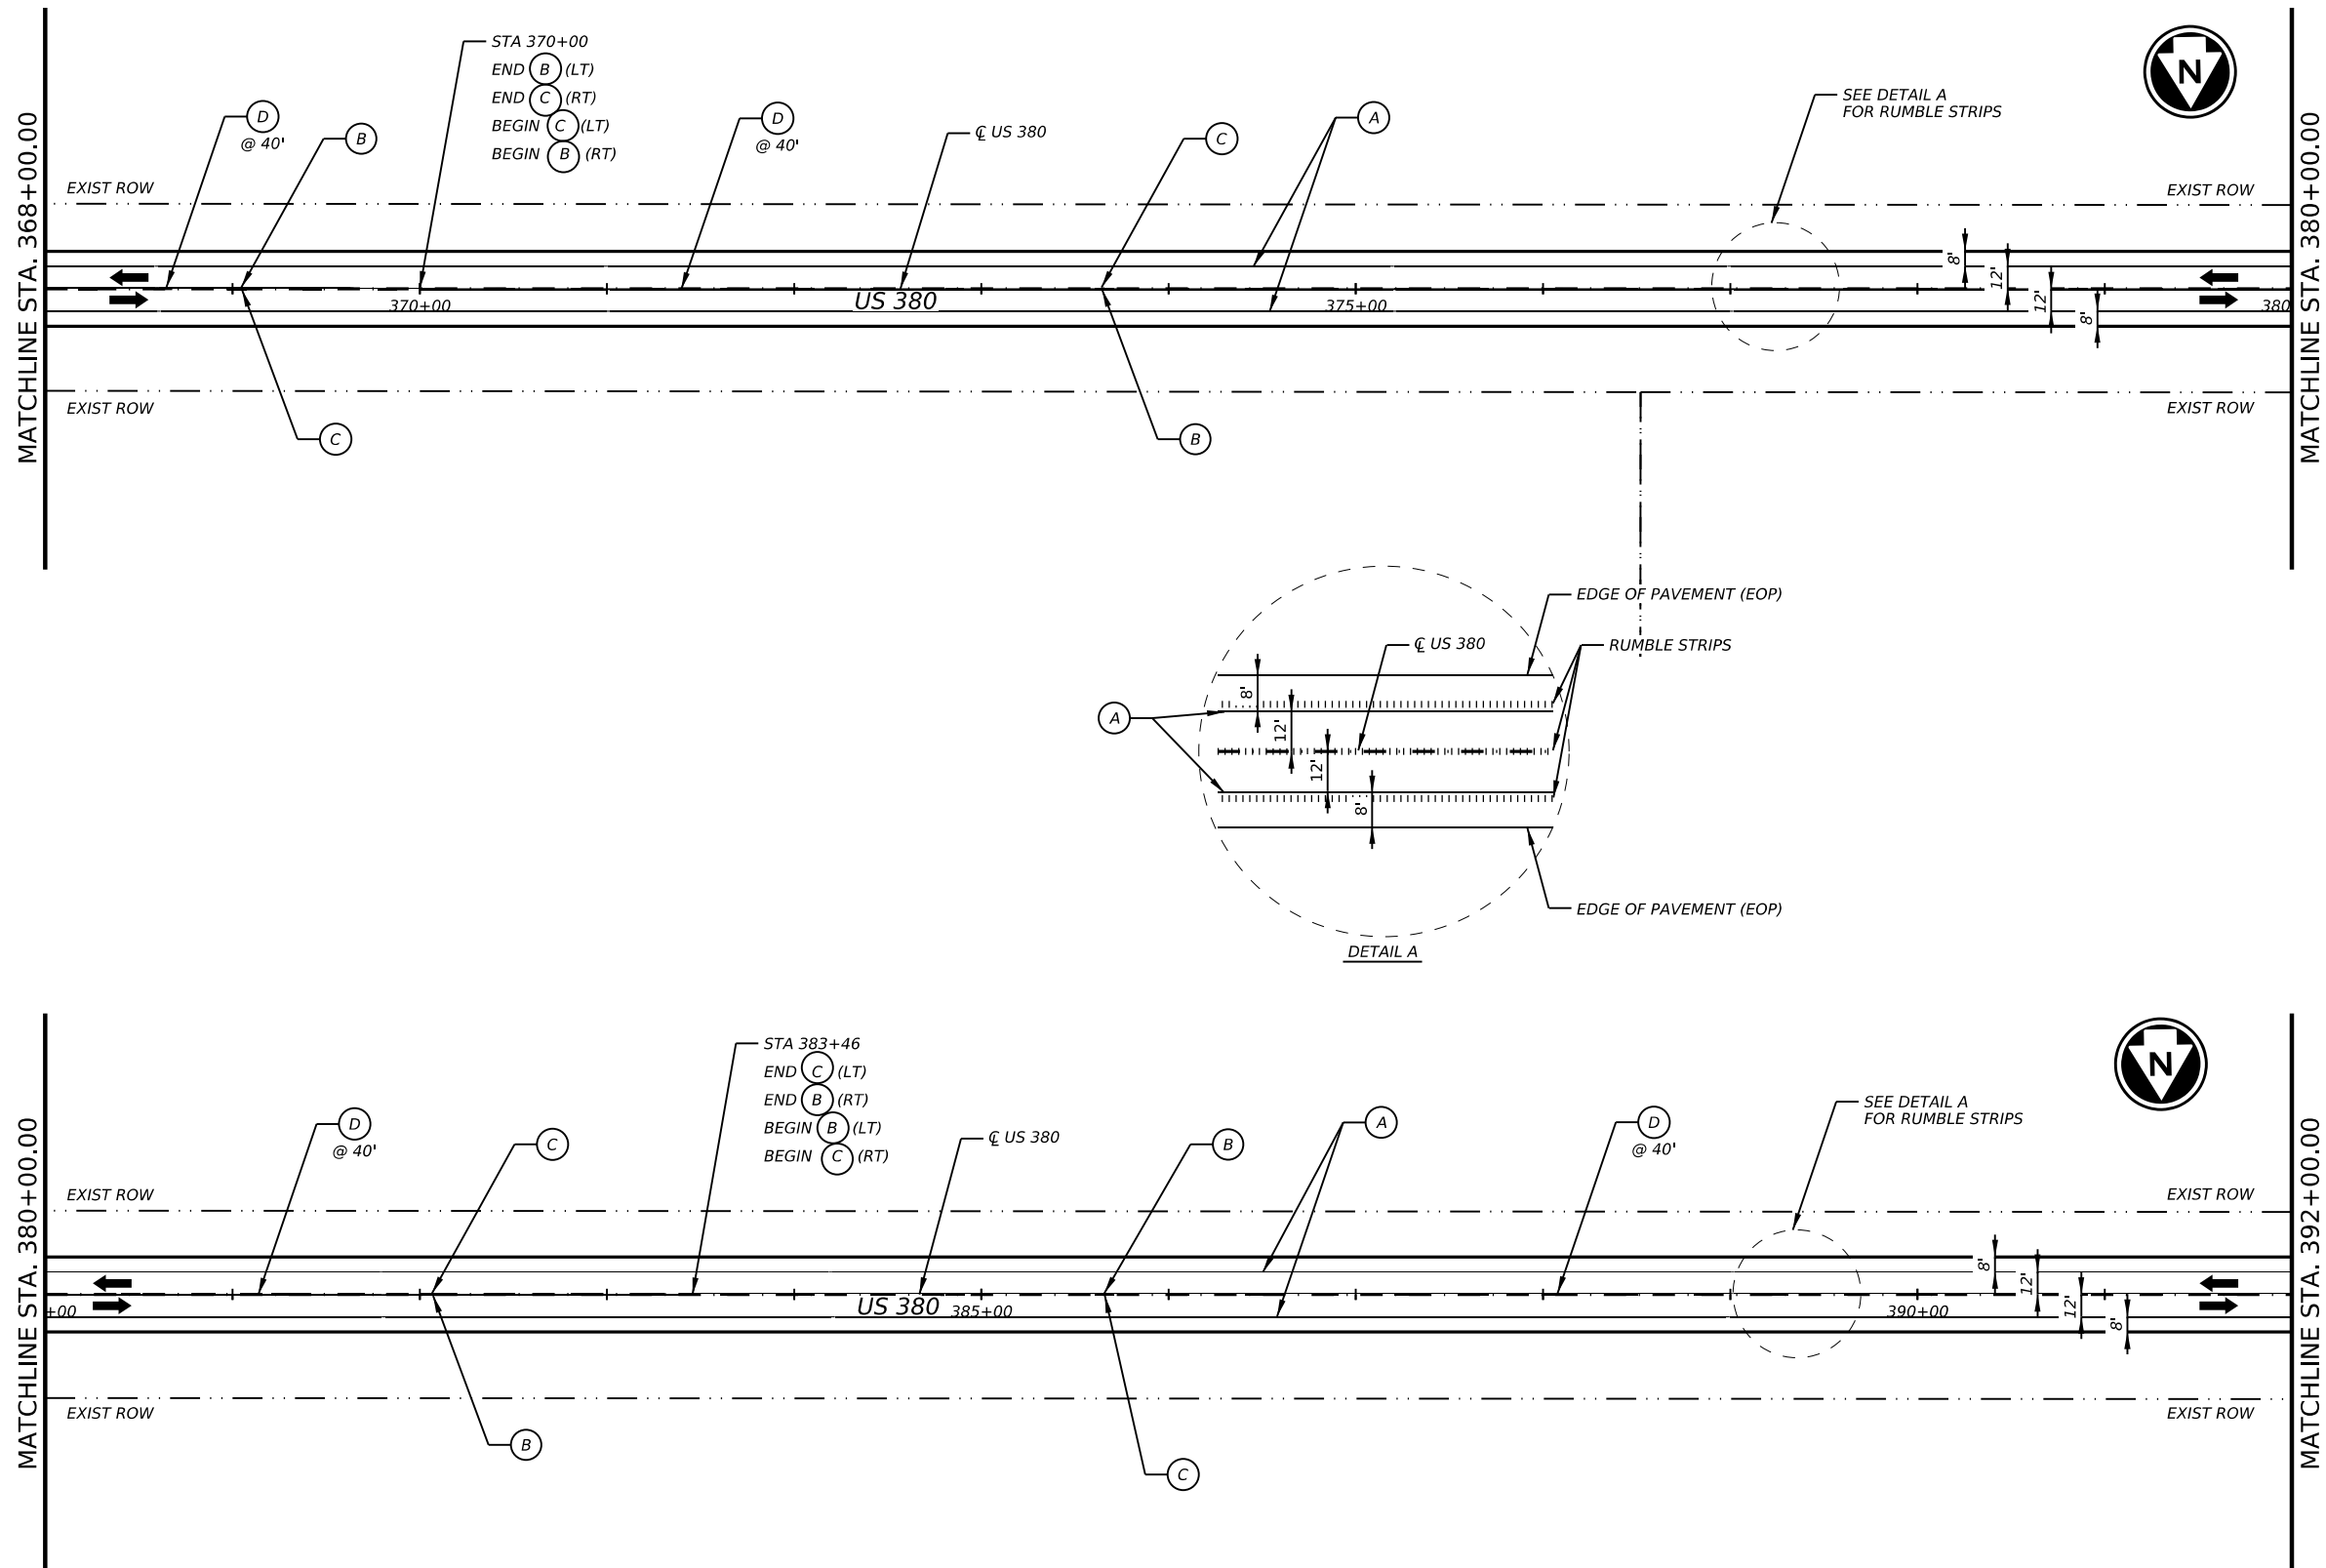 MATCHLINE STA. 368+00.00
STA 370+00
END B (LT)
END C (RT)
BEGIN C (LT)
BEGIN B (RT)
D
@ 40'
B
D
@ 40'
℄ US 380
C
A
SEE DETAIL A
FOR RUMBLE STRIPS
N
EXIST ROW
EXIST ROW
8'
12'
12'
8'
370+00
US 380
375+00
380
EXIST ROW
EXIST ROW
C
B
MATCHLINE STA. 380+00.00
EDGE OF PAVEMENT (EOP)
℄ US 380
RUMBLE STRIPS
A
8'
12'
12'
8'
EDGE OF PAVEMENT (EOP)
DETAIL A
MATCHLINE STA. 380+00.00
STA 383+46
END C (LT)
END B (RT)
BEGIN B (LT)
BEGIN C (RT)
D
@ 40'
C
℄ US 380
B
A
D
@ 40'
SEE DETAIL A
FOR RUMBLE STRIPS
N
EXIST ROW
EXIST ROW
8'
12'
12'
8'
+00
US 380
385+00
390+00
EXIST ROW
EXIST ROW
B
C
MATCHLINE STA. 392+00.00